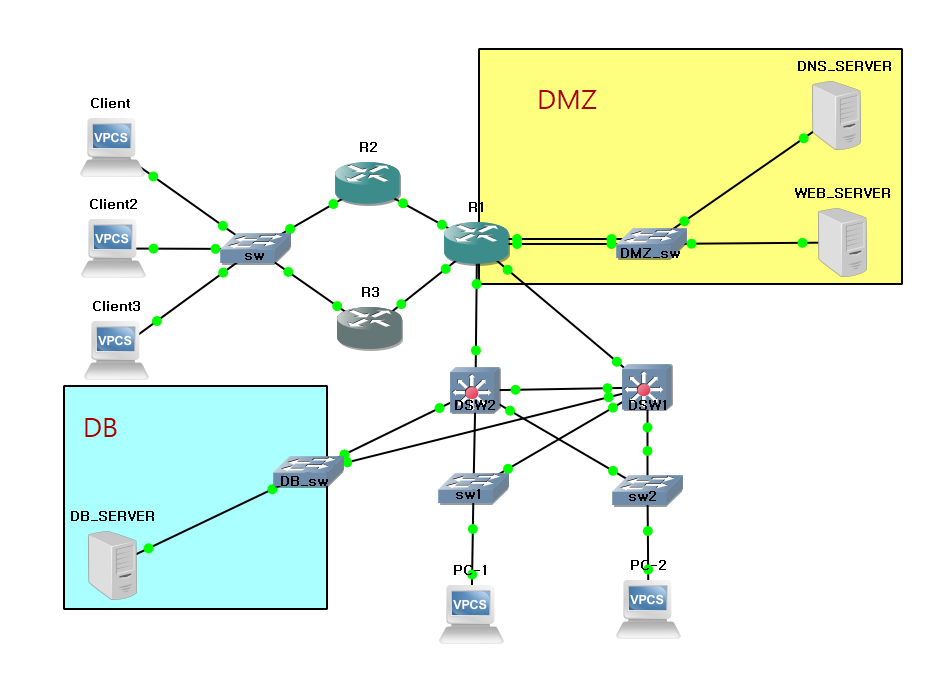 DNS_SERVER
DMZ
Client
VPCS
R2
WEB_SERVER
Client2
VPCS
R1
sw
DMZ_sw
Client3
R3
VPCS
DSW2
DSW1
DB
DB_sw
sw1
sw2
DB_SERVER
PC-1
PC-2
VPCS
VPCS